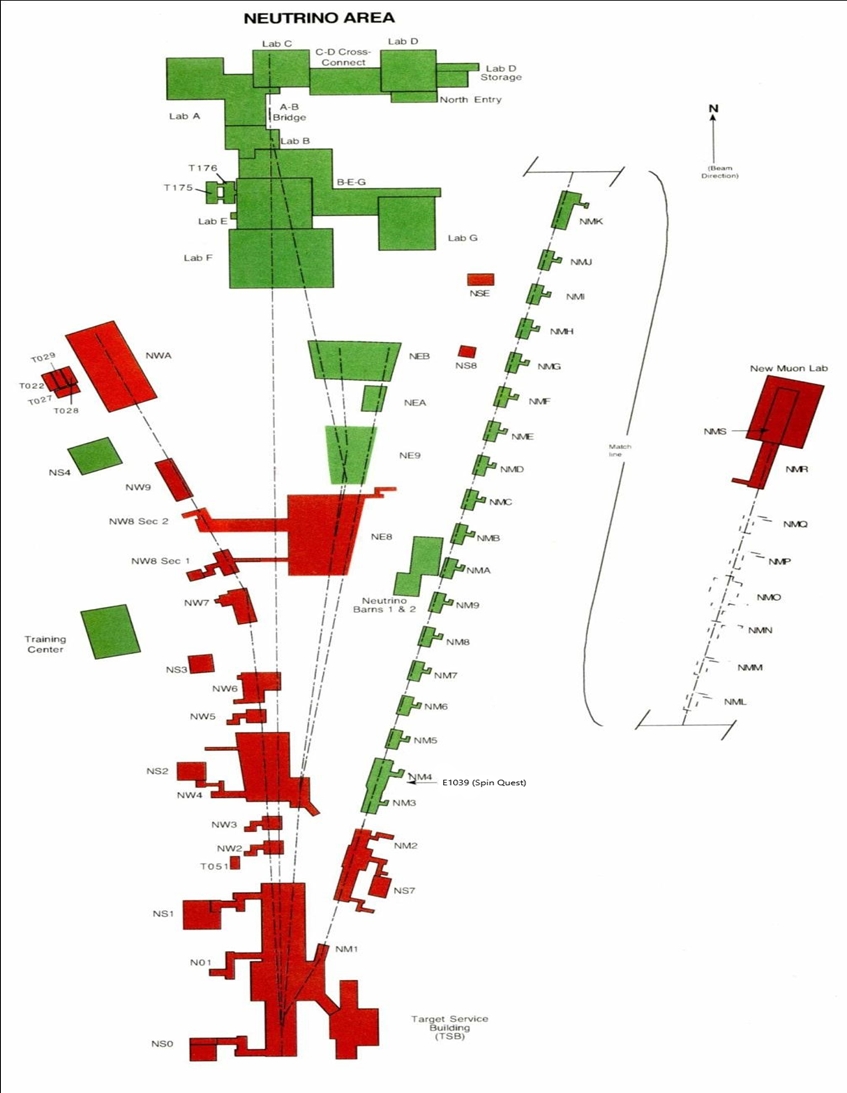 NEUTRINO AREA
Lab C
C-D Cross-
Connect
Lab D
Lab D
Storage
North Entry
Lab A
A-B
Bridge
Lab B
N
(Beam
Direction)
T176
T175
B-E-G
Lab E
Lab F
Lab G
NMK
NMJ
NSE
NMI
NMH
NWA
NEB
NS8
NMG
T029
T022
T027
T028
New Muon Lab
NEA
NMF
NMS
NME
Match
line
NS4
NE9
NMD
NMR
NW9
NMC
NW8 Sec 2
NMQ
NE8
NMB
NW8 Sec 1
NMA
NMP
NW7
Neutrino
Barns 1 & 2
NM9
NMO
Training
Center
NM8
NMN
NS3
NM7
NMM
NW6
NM6
NML
NW5
NM5
NS2
NM4
E1039 (Spin Quest)
NW4
NM3
NW3
NM2
NW2
T051
NS7
NS1
NM1
N01
Target Service
Building
(TSB)
NS0